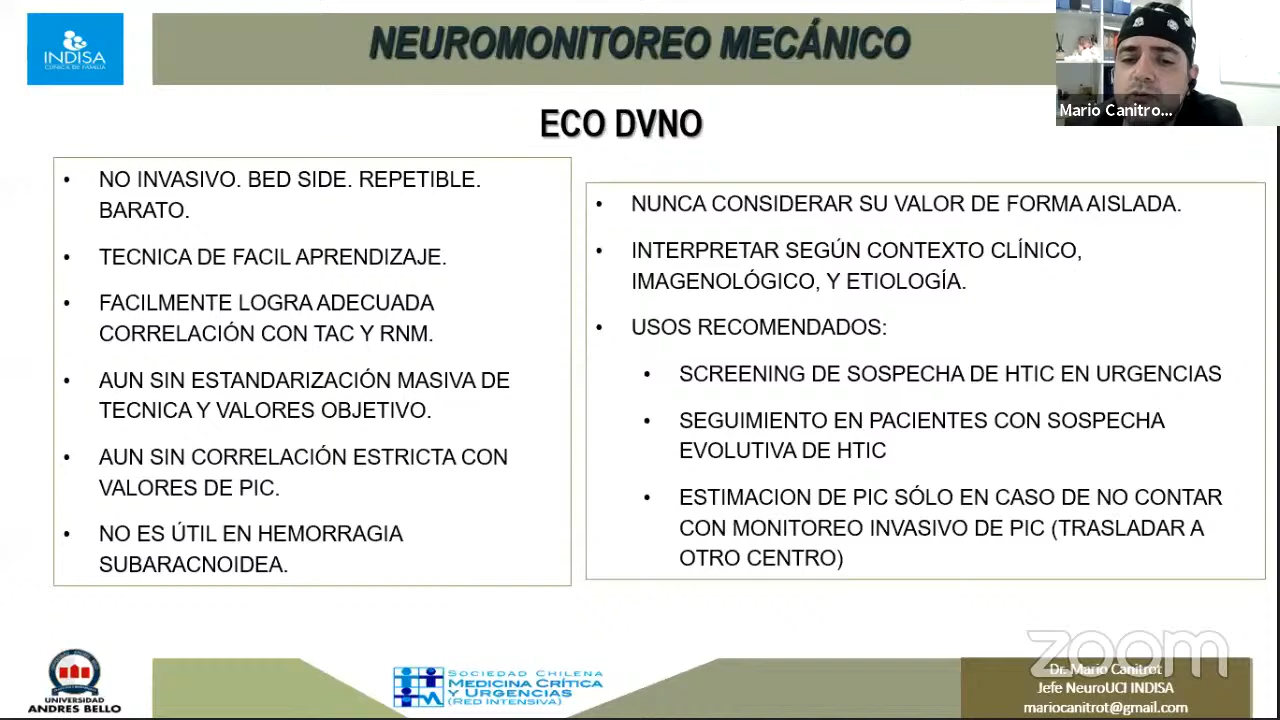 INDISA
CLÍNICA DE FAMILIA
NEUROMONITOREO MECÁNICO
Mario Canitro...
ECO DVNO
• NO INVASIVO. BED SIDE. REPETIBLE.
BARATO.
• TECNICA DE FACIL APRENDIZAJE.
• FACILMENTE LOGRA ADECUADA
CORRELACIÓN CON TAC Y RNM.
• AUN SIN ESTANDARIZACIÓN MASIVA DE
TECNICA Y VALORES OBJETIVO.
• AUN SIN CORRELACIÓN ESTRICTA CON
VALORES DE PIC.
• NO ES ÚTIL EN HEMORRAGIA
SUBARACNOIDEA.
• NUNCA CONSIDERAR SU VALOR DE FORMA AISLADA.
• INTERPRETAR SEGÚN CONTEXTO CLÍNICO,
IMAGENOLÓGICO, Y ETIOLOGÍA.
• USOS RECOMENDADOS:
• SCREENING DE SOSPECHA DE HTIC EN URGENCIAS
• SEGUIMIENTO EN PACIENTES CON SOSPECHA
EVOLUTIVA DE HTIC
• ESTIMACION DE PIC SÓLO EN CASO DE NO CONTAR
CON MONITOREO INVASIVO DE PIC (TRASLADAR A
OTRO CENTRO)
UNIVERSIDAD
ANDRES BELLO
SOCIEDAD CHILENA
MEDICINA CRÍTICA
Y URGENCIAS
(RED INTENSIVA)
zoom
Dr. Mario Canitrot
Jefe NeuroUCI INDISA
mariocanitrot@gmail.com